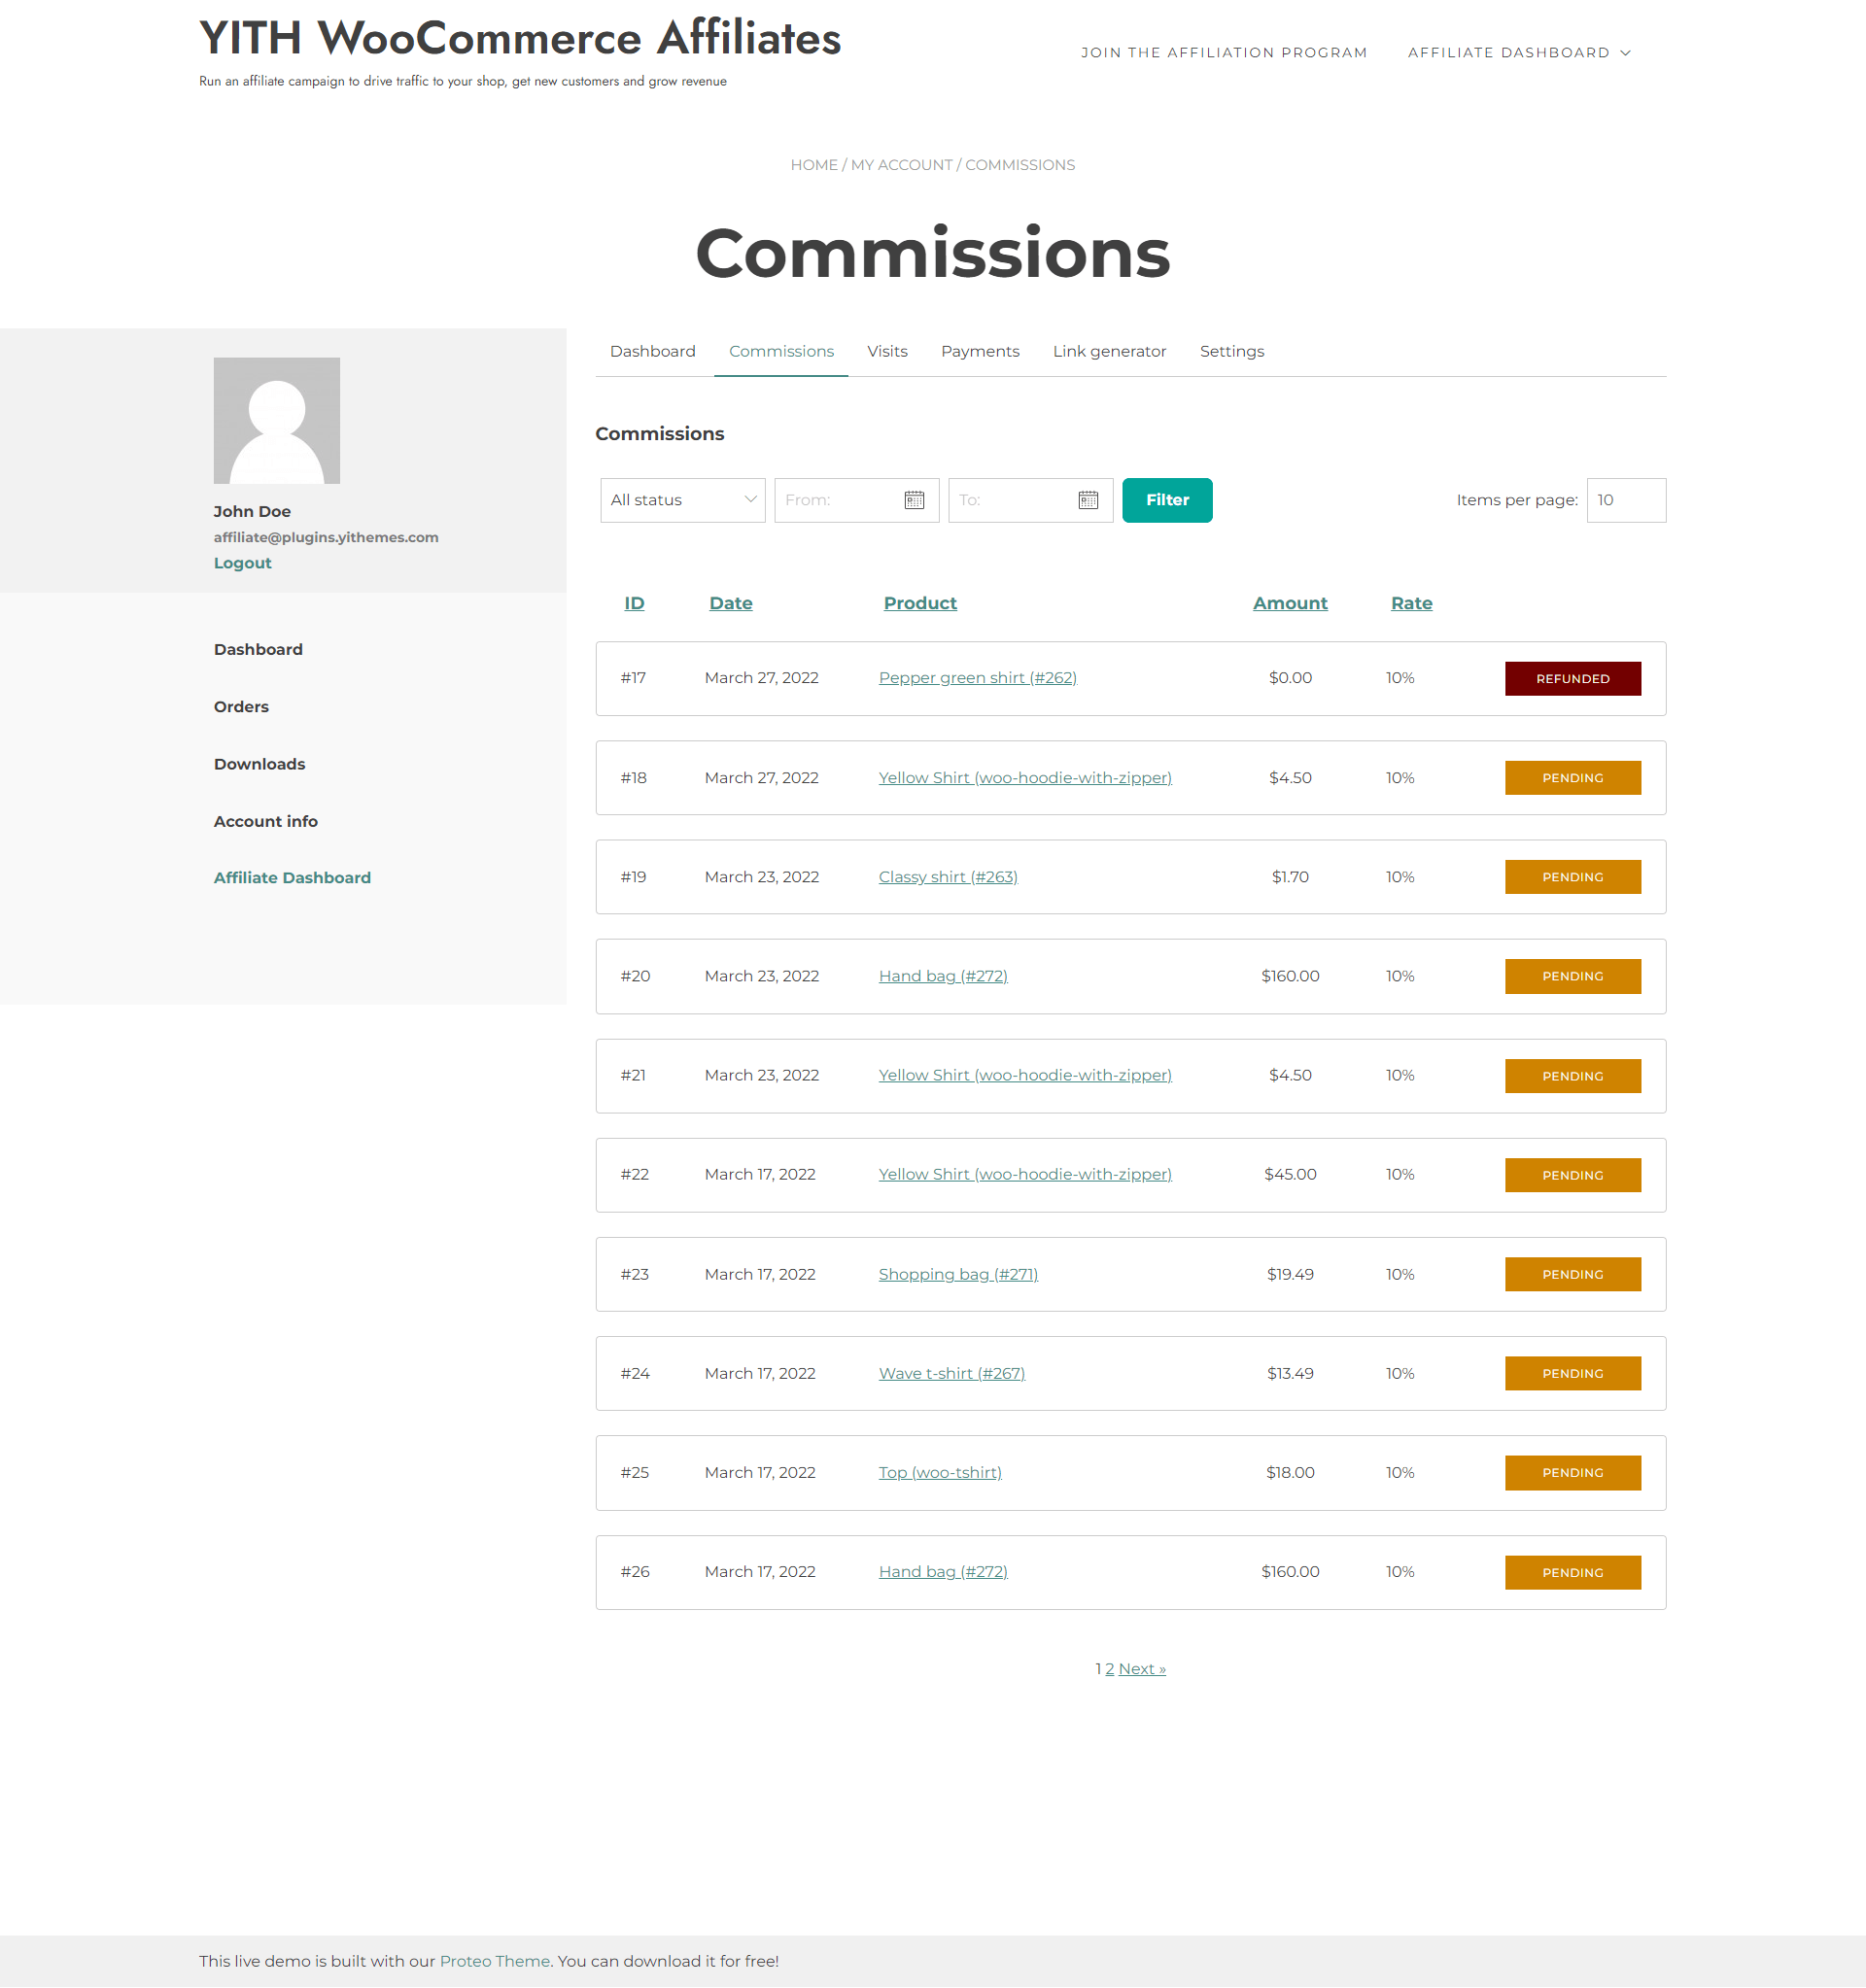 YITH WooCommerce Affiliates
Run an affiliate campaign to drive traffic to your shop, get new customers and grow revenue
JOIN THE AFFILIATION PROGRAM
AFFILIATE DASHBOARD
HOME / MY ACCOUNT / COMMISSIONS
Commissions
John Doe
affiliate@plugins.yithemes.com
Logout
Dashboard
Orders
Downloads
Account info
Affiliate Dashboard
Dashboard Commissions Visits Payments Link generator Settings
Commissions
All status From: To: Filter Items per page: 10
ID Date Product Amount Rate
#17 March 27, 2022 Pepper green shirt (#262) $0.00 10% REFUNDED
#18 March 27, 2022 Yellow Shirt (woo-hoodie-with-zipper) $4.50 10% PENDING
#19 March 23, 2022 Classy shirt (#263) $1.70 10% PENDING
#20 March 23, 2022 Hand bag (#272) $160.00 10% PENDING
#21 March 23, 2022 Yellow Shirt (woo-hoodie-with-zipper) $4.50 10% PENDING
#22 March 17, 2022 Yellow Shirt (woo-hoodie-with-zipper) $45.00 10% PENDING
#23 March 17, 2022 Shopping bag (#271) $19.49 10% PENDING
#24 March 17, 2022 Wave t-shirt (#267) $13.49 10% PENDING
#25 March 17, 2022 Top (woo-tshirt) $18.00 10% PENDING
#26 March 17, 2022 Hand bag (#272) $160.00 10% PENDING
1 2 Next »
This live demo is built with our Proteo Theme. You can download it for free!